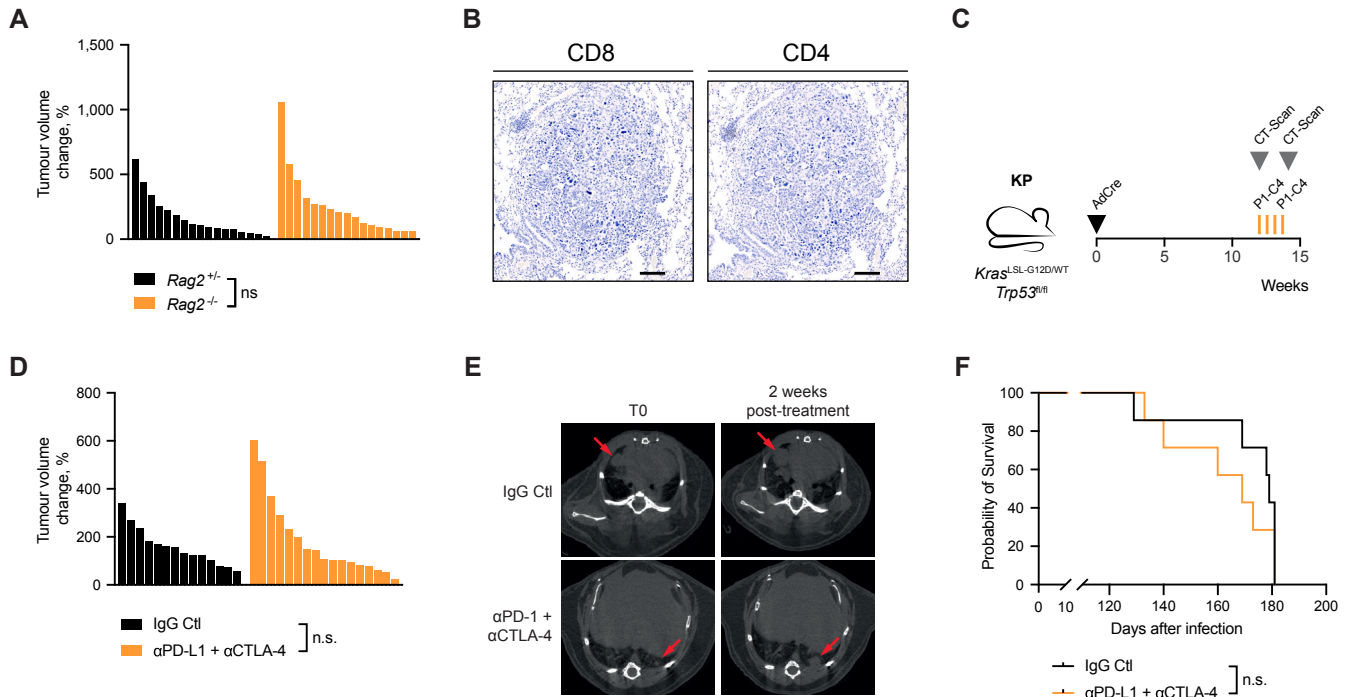 A
1,500
1,000
500
0
Tumour volume
change, %
Rag2+/-
Rag2-/-
ns
B
CD8
CD4
C
KP
KrasLSL-G12D/WT
Trp53fl/fl
AdCre
CT-Scan
CT-Scan
P1-C4
P1-C4
0
5
10
15
Weeks
D
800
600
400
200
0
Tumour volume
change, %
IgG Ctl
αPD-L1 + αCTLA-4
n.s.
E
T0
2 weeks
post-treatment
IgG Ctl
αPD-1 +
αCTLA-4
F
100
80
60
40
20
0
Probability of Survival
0
10
120
140
160
180
200
Days after infection
IgG Ctl
αPD-L1 + αCTLA-4
n.s.